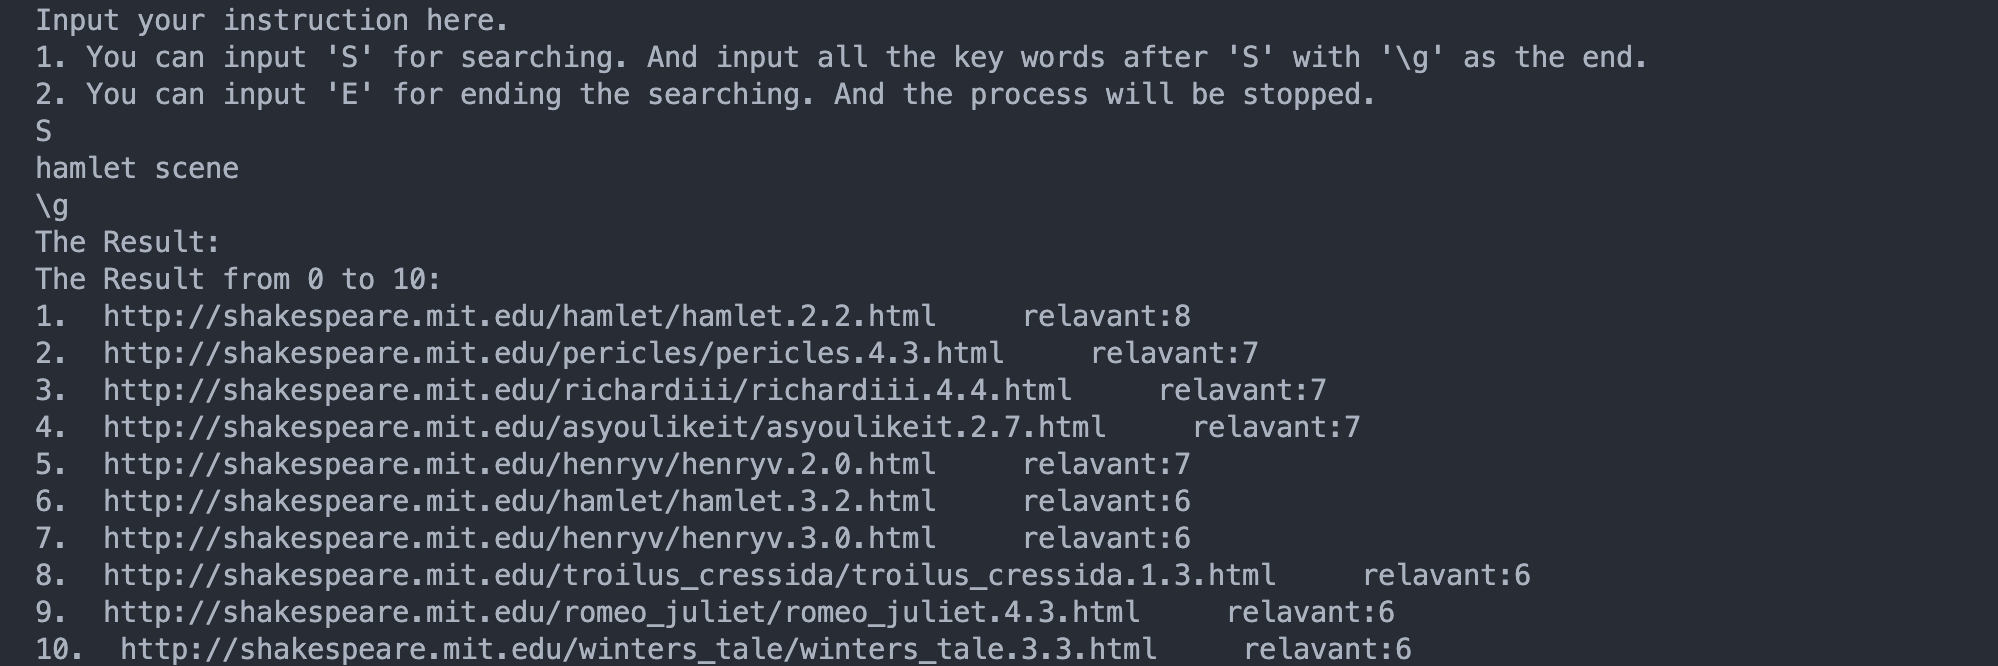 Input your instruction here.
1. You can input 'S' for searching. And input all the key words after 'S' with '\g' as the end.
2. You can input 'E' for ending the searching. And the process will be stopped.
S
hamlet scene
\g
The Result:
The Result from 0 to 10:
1.  http://shakespeare.mit.edu/hamlet/hamlet.2.2.html     relavant:8
2.  http://shakespeare.mit.edu/pericles/pericles.4.3.html     relavant:7
3.  http://shakespeare.mit.edu/richardiii/richardiii.4.4.html     relavant:7
4.  http://shakespeare.mit.edu/asyoulikeit/asyoulikeit.2.7.html     relavant:7
5.  http://shakespeare.mit.edu/henryv/henryv.2.0.html     relavant:7
6.  http://shakespeare.mit.edu/hamlet/hamlet.3.2.html     relavant:6
7.  http://shakespeare.mit.edu/henryv/henryv.3.0.html     relavant:6
8.  http://shakespeare.mit.edu/troilus_cressida/troilus_cressida.1.3.html     relavant:6
9.  http://shakespeare.mit.edu/romeo_juliet/romeo_juliet.4.3.html     relavant:6
10.  http://shakespeare.mit.edu/winters_tale/winters_tale.3.3.html     relavant:6